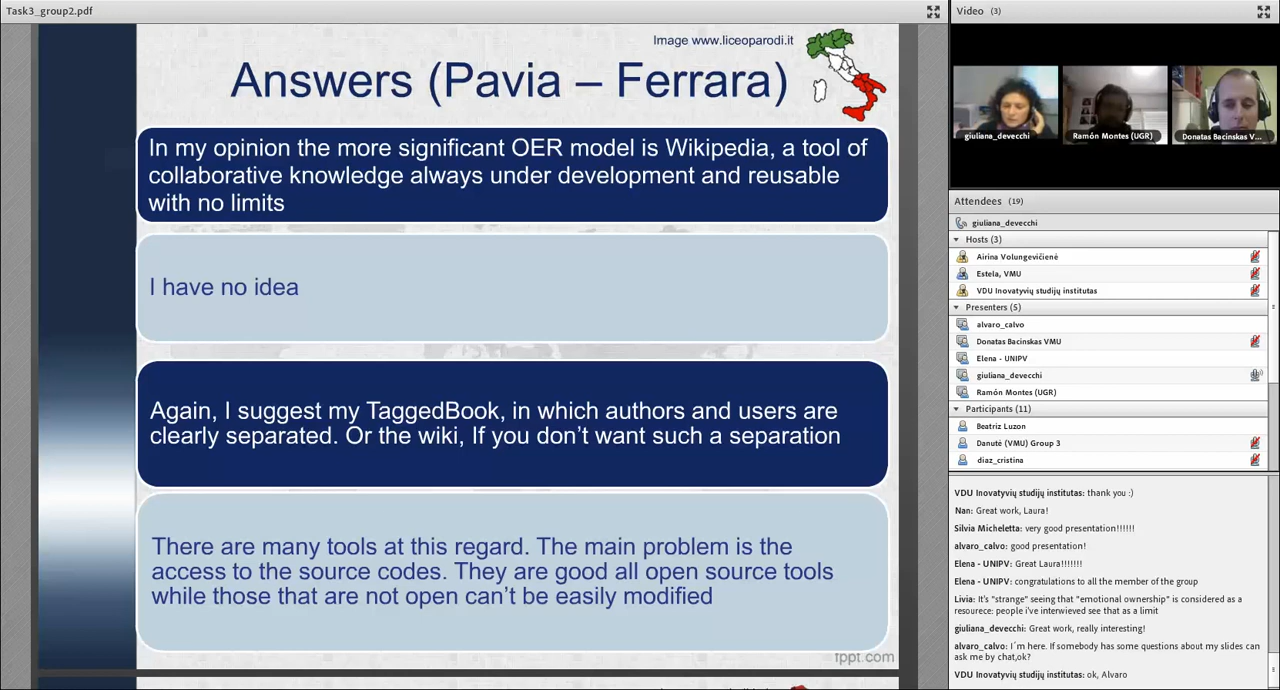 Task3_group2.pdf
Image www.liceoparodi.it
Answers (Pavia – Ferrara)
In my opinion the more significant OER model is Wikipedia, a tool of
collaborative knowledge always under development and reusable
with no limits
I have no idea
Again, I suggest my TaggedBook, in which authors and users are
clearly separated. Or the wiki, If you don't want such a separation
There are many tools at this regard. The main problem is the
access to the source codes. They are good all open source tools
while those that are not open can't be easily modified
fppt.com
Video (3)
giuliana_devecchi
Ramón Montes (UGR)
Donatas Bacinskas V...
Attendees (19)
giuliana_devecchi
Hosts (3)
Airina Volungevičienė
Estela, VMU
VDU Inovatyvių studijų institutas
Presenters (5)
alvaro_calvo
Donatas Bacinskas VMU
Elena - UNIPV
giuliana_devecchi
Ramón Montes (UGR)
Participants (11)
Beatriz Luzon
Danutė (VMU) Group 3
diaz_cristina
VDU Inovatyvių studijų institutas: thank you :)
Nan: Great work, Laura!
Silvia Micheletta: very good presentation!!!!!!
alvaro_calvo: good presentation!
Elena - UNIPV: Great Laura!!!!!!!
Elena - UNIPV: congratulations to all the member of the group
Livia: It's "strange" seeing that "emotional ownership" is considered as a
resourece: people i've interwieved see that as a limit
giuliana_devecchi: Great work, really interesting!
alvaro_calvo: I´m here. If somebody has some questions about my slides can
ask me by chat,ok?
VDU Inovatyvių studijų institutas: ok, Alvaro